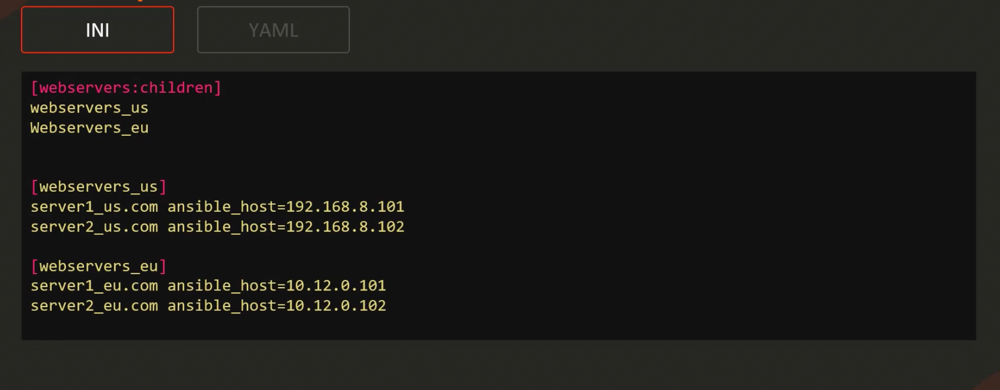 INI
YAML
[webservers:children]
webservers_us
Webservers_eu
[webservers_us]
server1_us.com ansible_host=192.168.8.101
server2_us.com ansible_host=192.168.8.102
[webservers_eu]
server1_eu.com ansible_host=10.12.0.101
server2_eu.com ansible_host=10.12.0.102